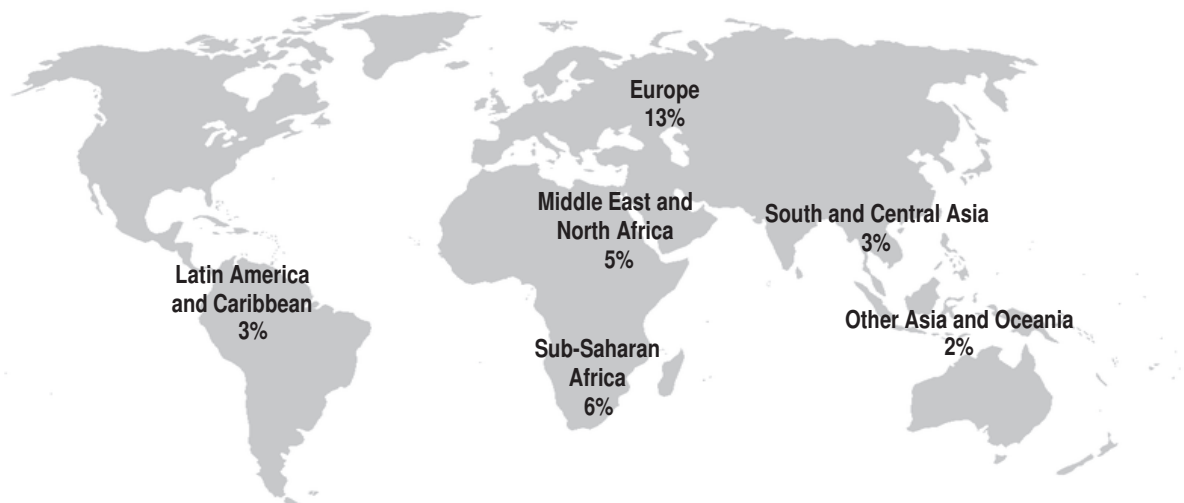 Europe
13%
Middle East and
North Africa
5%
South and Central Asia
3%
Latin America
and Caribbean
3%
Other Asia and Oceania
2%
Sub-Saharan
Africa
6%